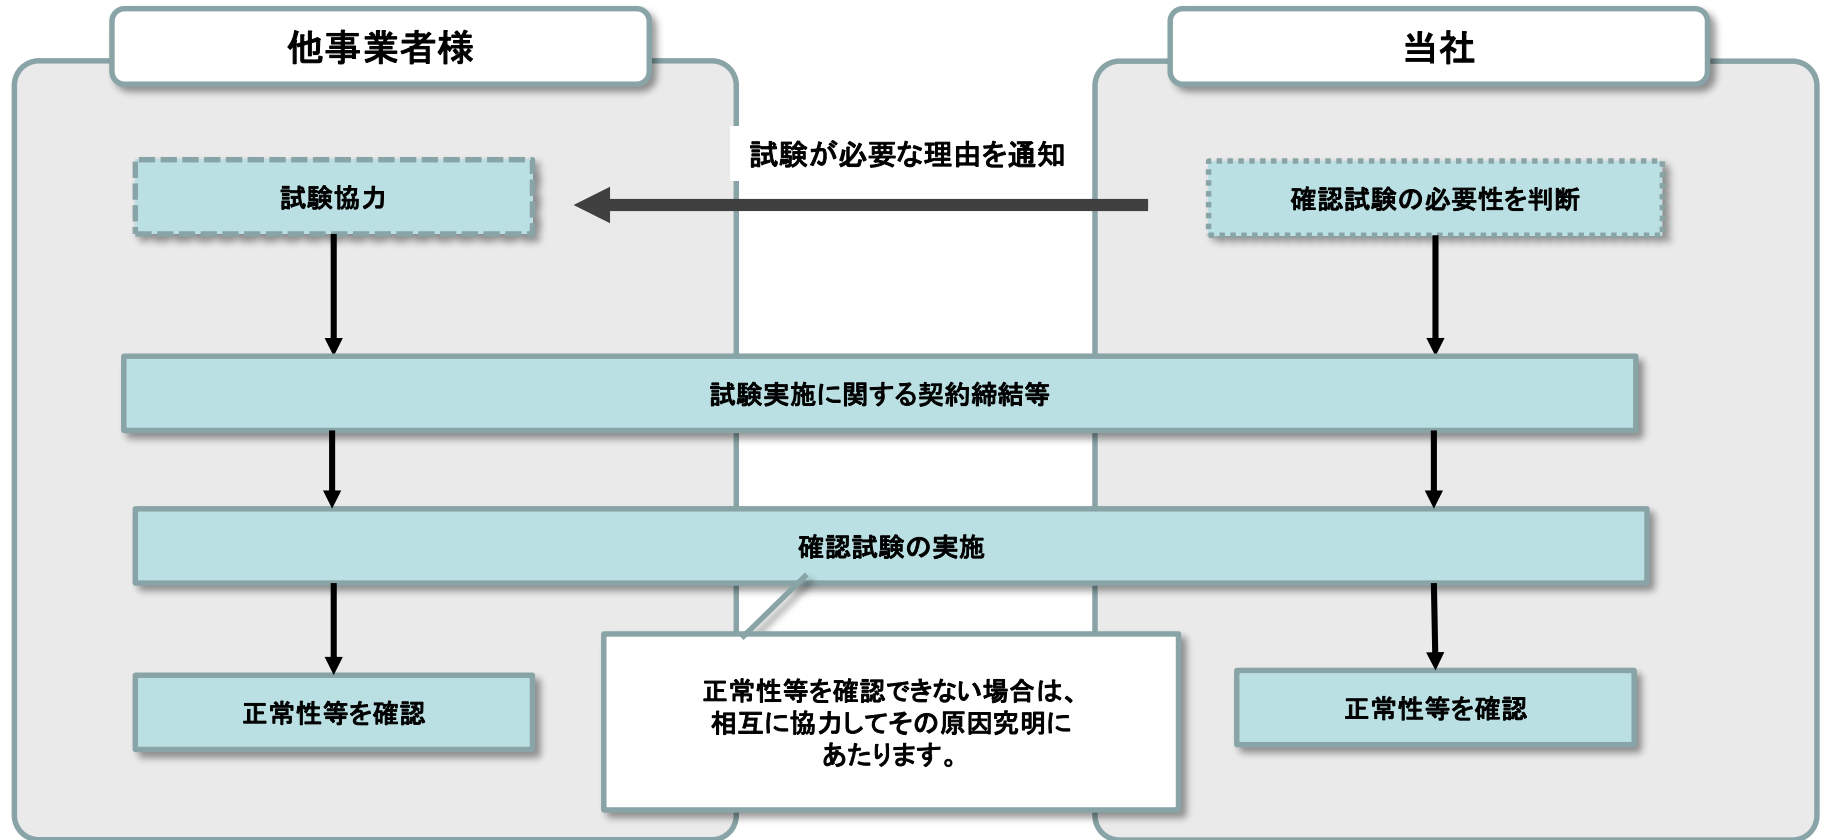 他事業者様
当社
試験が必要な理由を通知
試験協力
確認試験の必要性を判断
試験実施に関する契約締結等
確認試験の実施
正常性等を確認できない場合は、
相互に協力してその原因究明に
あたります。
正常性等を確認
正常性等を確認